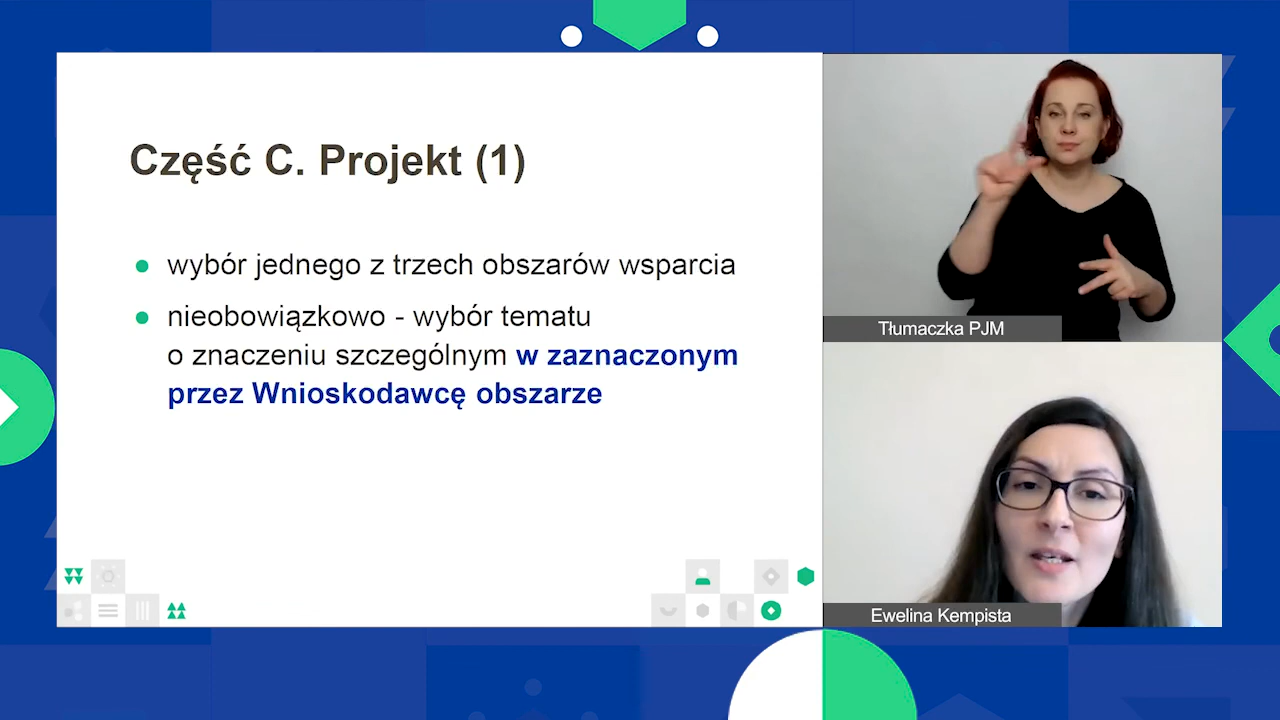 Część C. Projekt (1)
wybór jednego z trzech obszarów wsparcia
nieobowiązkowo - wybór tematu
o znaczeniu szczególnym w zaznaczonym
przez Wnioskodawcę obszarze
Tłumaczka PJM
Ewelina Kempista